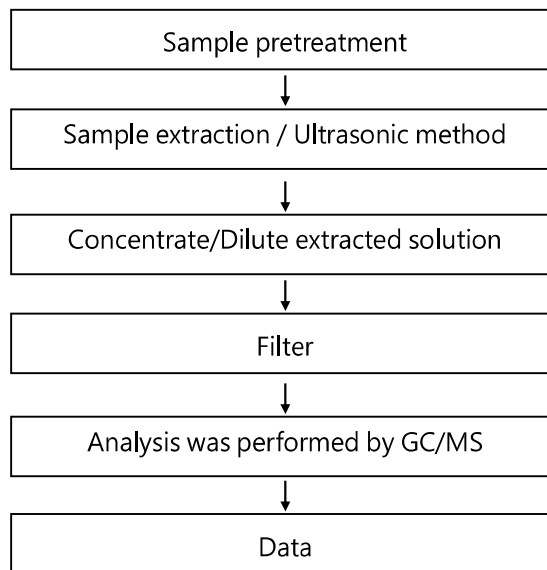 Sample pretreatment
Sample extraction / Ultrasonic method
Concentrate/Dilute extracted solution
Filter
Analysis was performed by GC/MS
Data